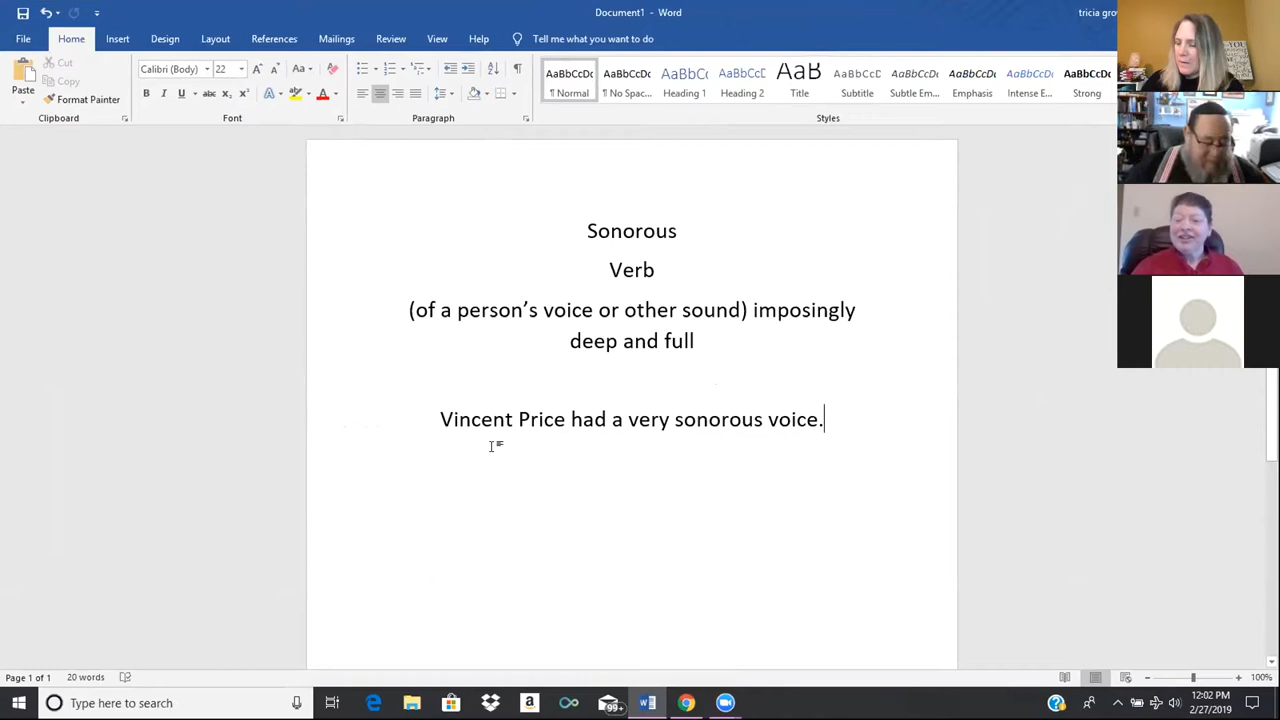 Document1 - Word
tricia gro
File Home Insert Design Layout References Mailings Review View Help Tell me what you want to do
Paste
Cut
Copy
Format Painter
Clipboard
Calibri (Body) 22
Font
Paragraph
AaBbCcDc AaBbCcDc AaBbCc AaBbCcD AaB AaBbCcD AaBbCcDc AaBbCcDc AaBbCcDc AaBbCcDc
¶ Normal ¶ No Spac... Heading 1 Heading 2 Title Subtitle Subtle Em... Emphasis Intense E... Strong
Styles
Sonorous
Verb
(of a person’s voice or other sound) imposingly
deep and full
Vincent Price had a very sonorous voice.
Page 1 of 1 20 words
100%
Type here to search
99+
12:02 PM
2/27/2019